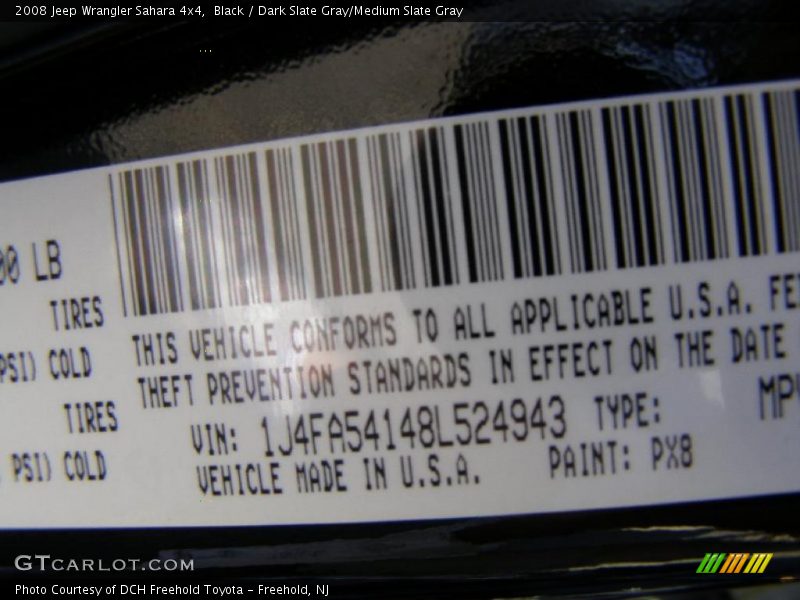 2008 Jeep Wrangler Sahara 4x4, Black / Dark Slate Gray/Medium Slate Gray
...
00 LB
TIRES
PSI) COLD
TIRES
PSI) COLD
THIS VEHICLE CONFORMS TO ALL APPLICABLE U.S.A. FE
THEFT PREVENTION STANDARDS IN EFFECT ON THE DATE
VIN: 1J4FA54148L524943 TYPE: MP
VEHICLE MADE IN U.S.A. PAINT: PX8
GTCARLOT.COM
Photo Courtesy of DCH Freehold Toyota - Freehold, NJ